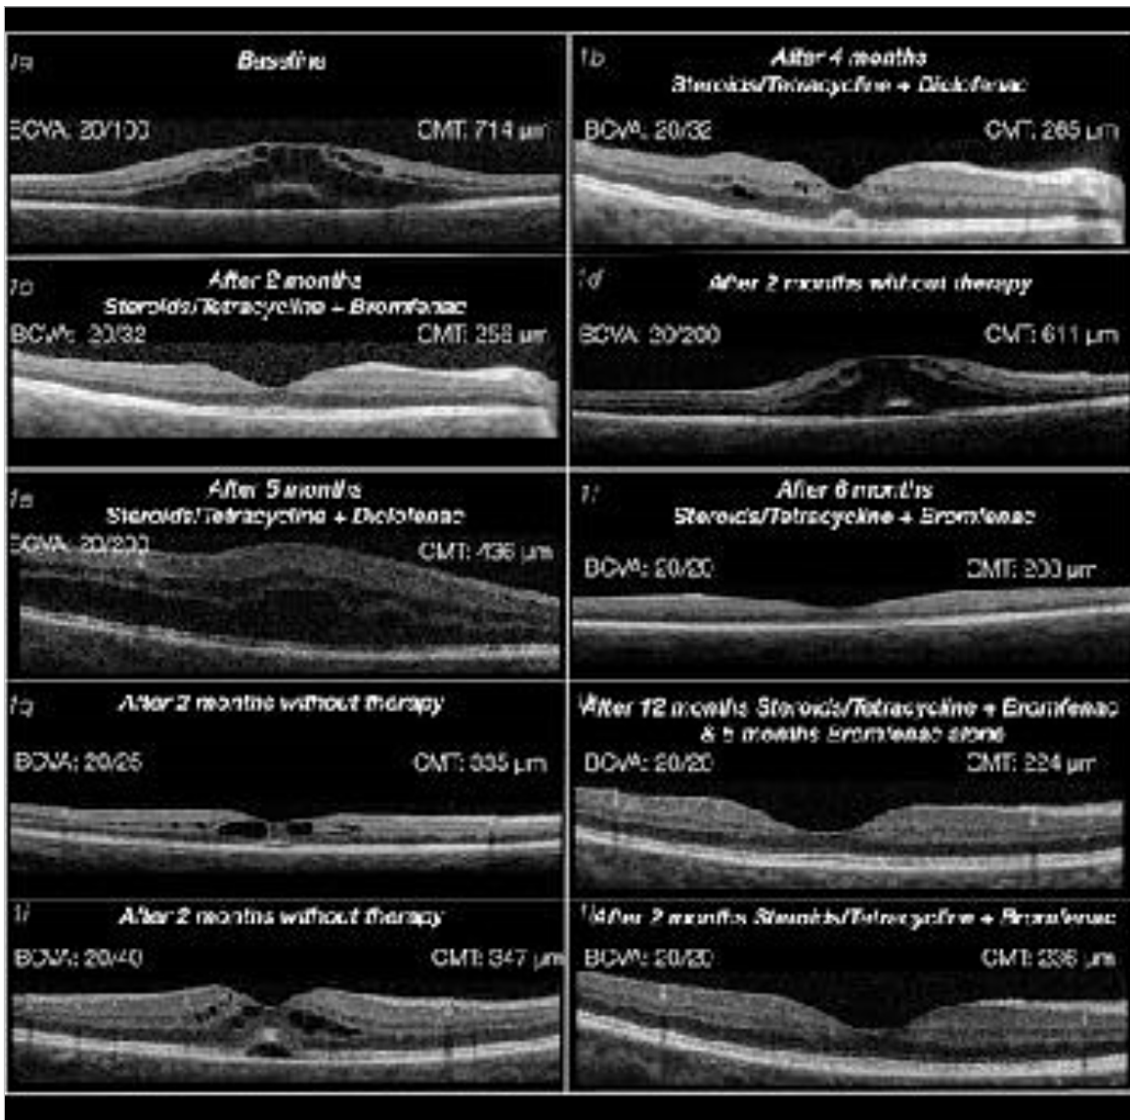 1a
Baseline
BCVA: 20/100
CMT: 714 µm
1b
After 4 months
Steroids/Tetracycline + Diclofenac
BCVA: 20/32
CMT: 265 µm
1c
After 2 months
Steroids/Tetracycline + Bromfenac
BCVA: 20/32
CMT: 256 µm
1d
After 2 months without therapy
BCVA: 20/200
CMT: 611 µm
1e
After 5 months
Steroids/Tetracycline + Diclofenac
BCVA: 20/200
CMT: 436 µm
1f
After 6 months
Steroids/Tetracycline + Bromfenac
BCVA: 20/20
CMT: 200 µm
1g
After 2 months without therapy
BCVA: 20/25
CMT: 335 µm
After 12 months Steroids/Tetracycline + Bromfenac
& 5 months Bromfenac alone
BCVA: 20/20
CMT: 224 µm
1i
After 2 months without therapy
BCVA: 20/40
CMT: 347 µm
After 2 months Steroids/Tetracycline + Bromfenac
BCVA: 20/20
CMT: 236 µm